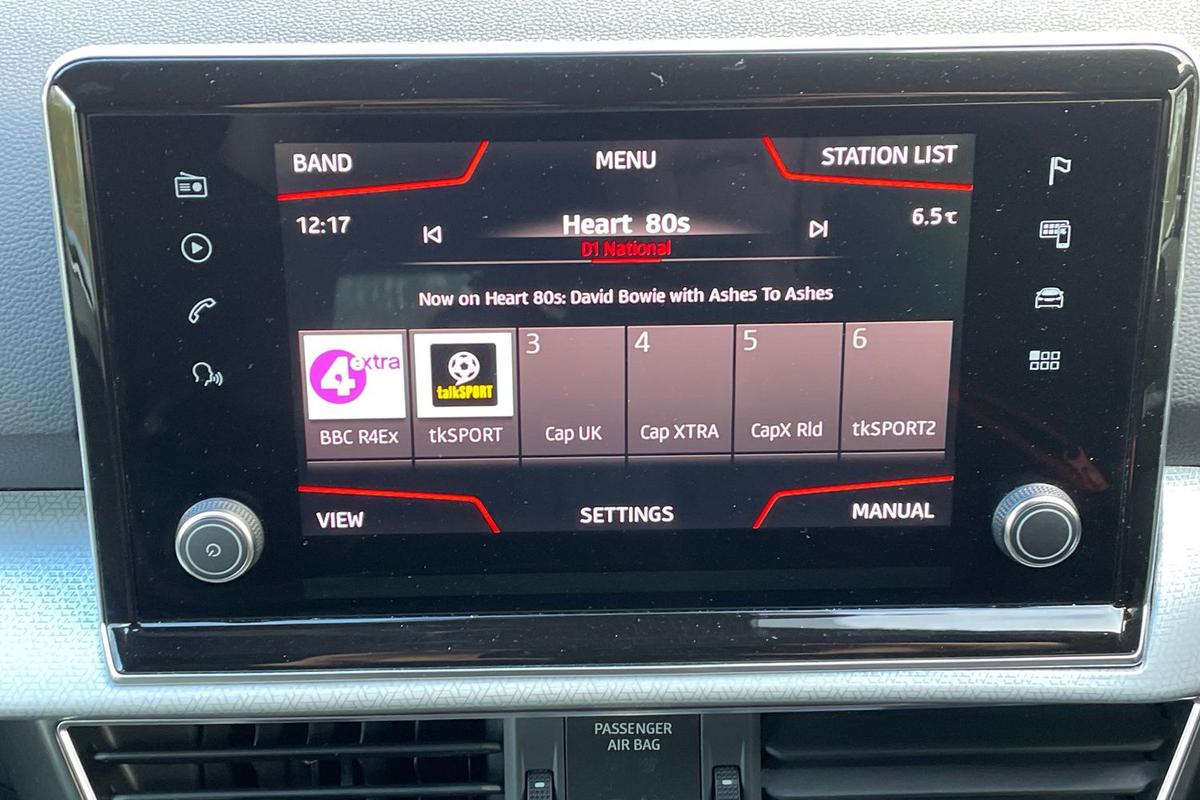 BAND
MENU
STATION LIST
12:17
Heart 80s
6,5℃
D1 National
Now on Heart 80s: David Bowie with Ashes To Ashes
4 extra
talkSPORT
3
4
5
6
BBC R4Ex
tkSPORT
Cap UK
Cap XTRA
CapX Rld
tkSPORT2
VIEW
SETTINGS
MANUAL
PASSENGER
AIR BAG